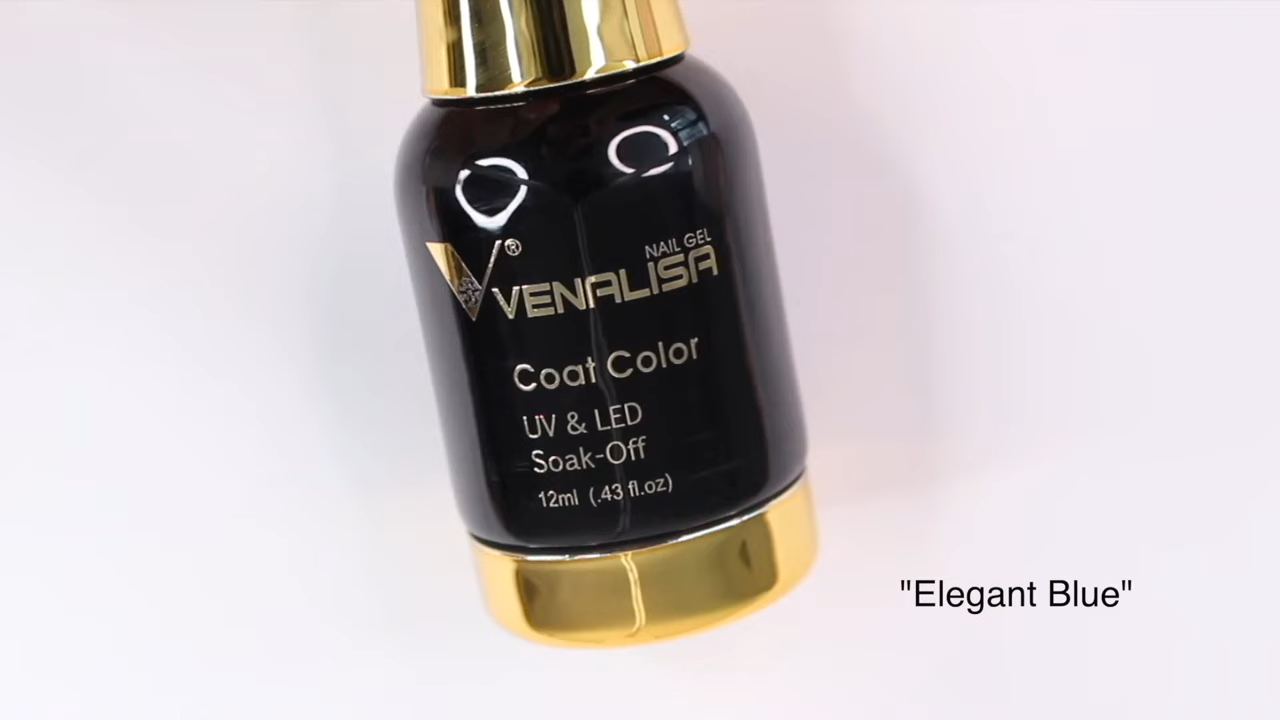 V®
NAIL GEL
VENALISA
Coat Color
UV & LED
Soak-Off
12ml (.43 fl.oz)
"Elegant Blue"